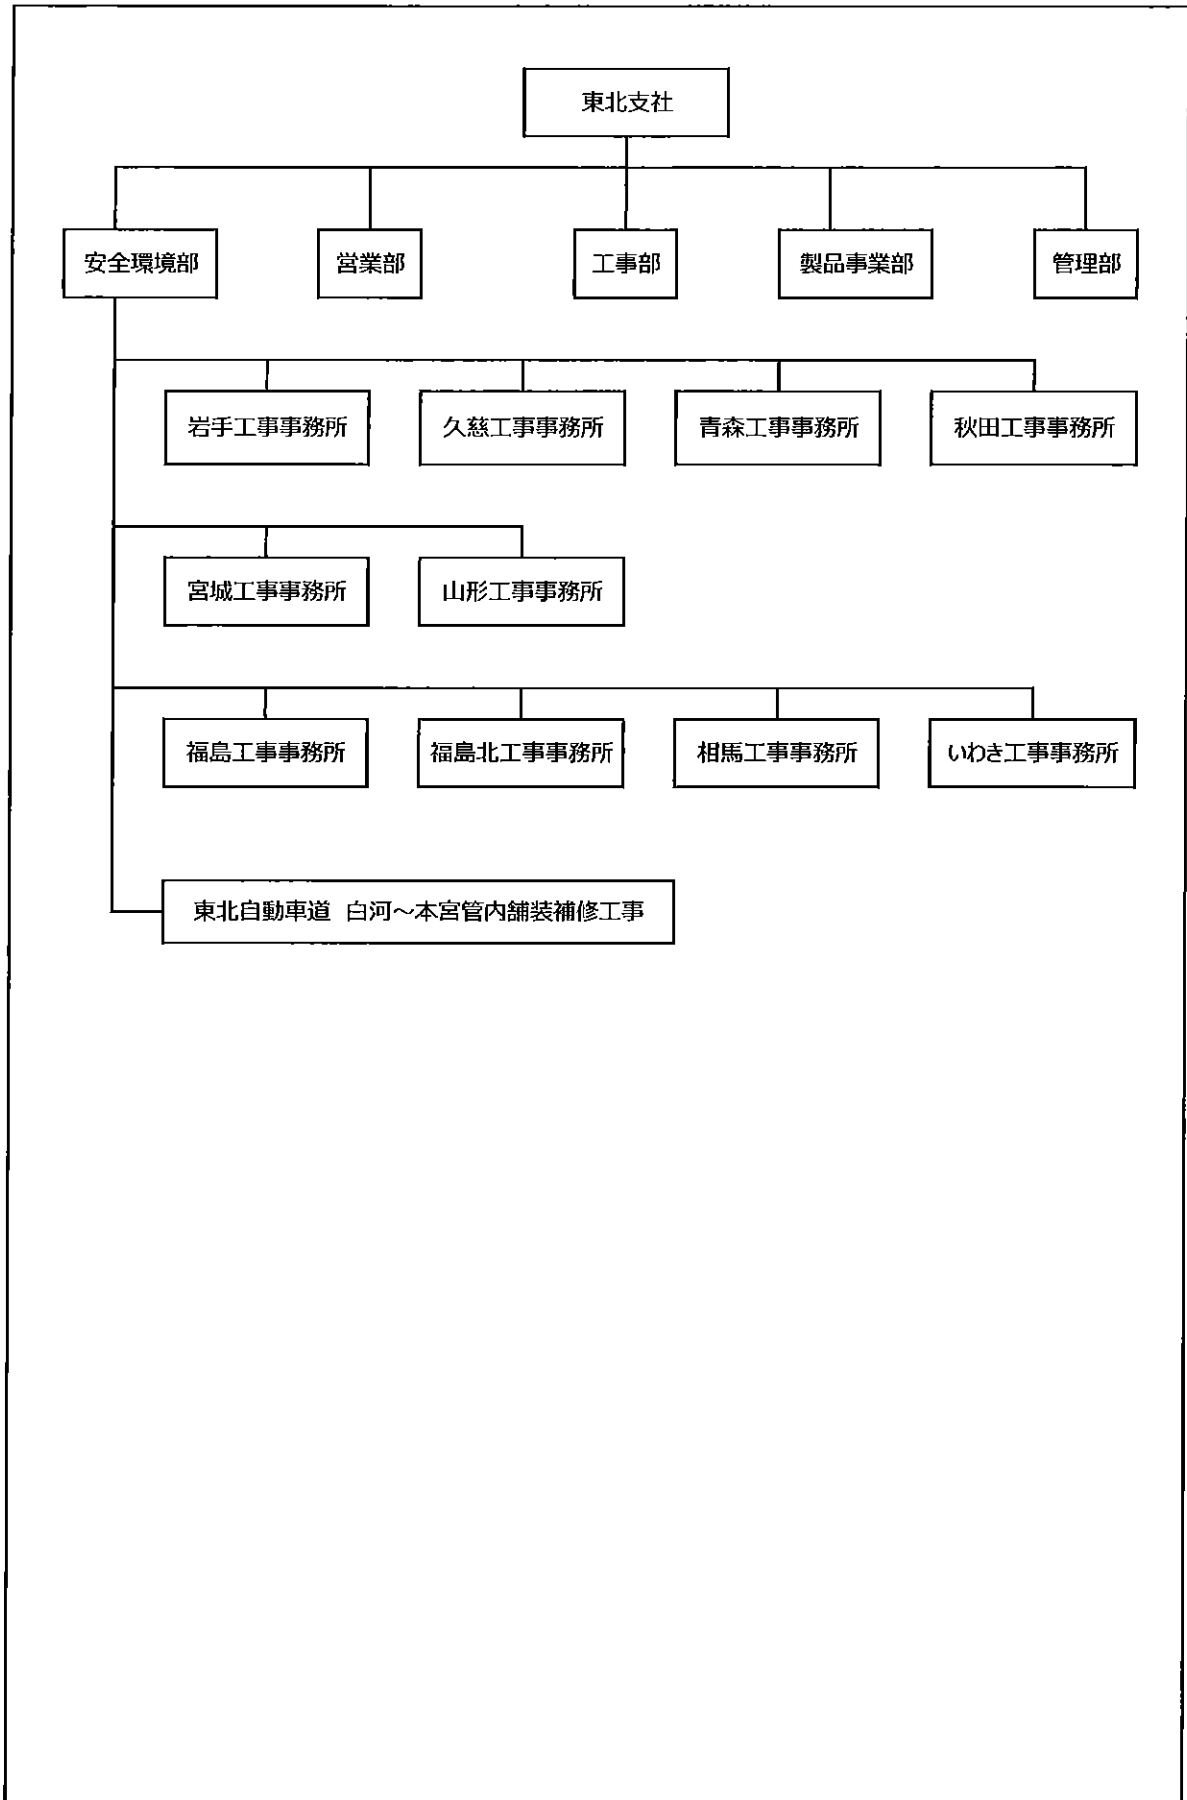 東北支社
安全環境部
営業部
工事部
製品事業部
管理部
岩手工事事務所
久慈工事事務所
青森工事事務所
秋田工事事務所
宮城工事事務所
山形工事事務所
福島工事事務所
福島北工事事務所
相馬工事事務所
いわき工事事務所
東北自動車道 白河～本宮管内舗装補修工事